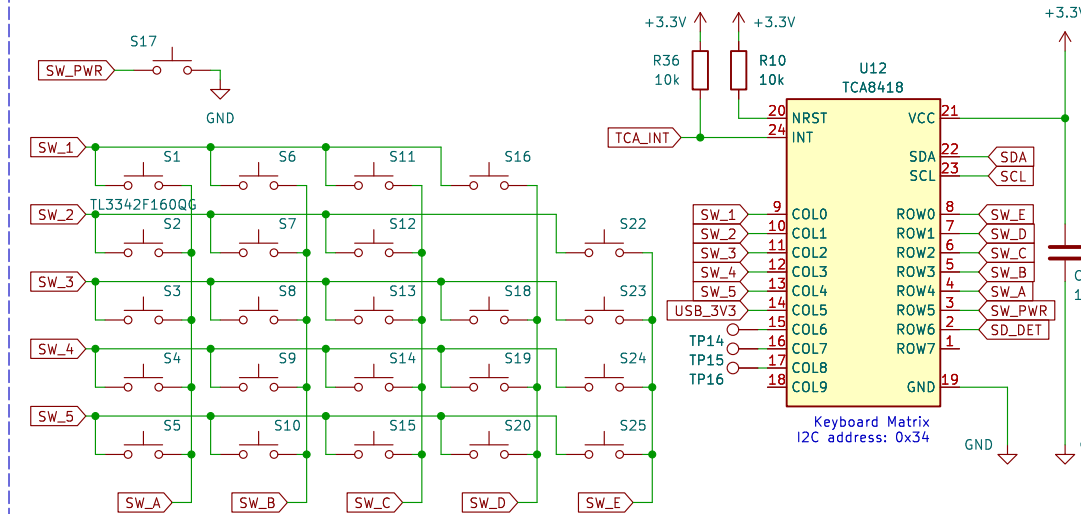 +3.3V
+3.3V
+3.3V
S17
SW_PWR
GND
R36
10k
R10
10k
U12
TCA8418
TCA_INT
20
NRST
24
INT
VCC
21
SDA
22
SDA
SCL
23
SCL
SW_1
9
COL0
ROW0
8
SW_E
SW_2
10
COL1
ROW1
7
SW_D
SW_3
11
COL2
ROW2
6
SW_C
SW_4
12
COL3
ROW3
5
SW_B
SW_5
13
COL4
ROW4
4
SW_A
USB_3V3
14
COL5
ROW5
3
SW_PWR
TP14
15
COL6
ROW6
2
SD_DET
TP15
16
COL7
ROW7
1
TP16
17
COL8
18
COL9
GND
19
GND
Keyboard Matrix
I2C address: 0x34
SW_1
S1
S6
S11
S16
TL3342F160QG
SW_2
S2
S7
S12
S22
SW_3
S3
S8
S13
S18
S23
SW_4
S4
S9
S14
S19
S24
SW_5
S5
S10
S15
S20
S25
SW_A
SW_B
SW_C
SW_D
SW_E